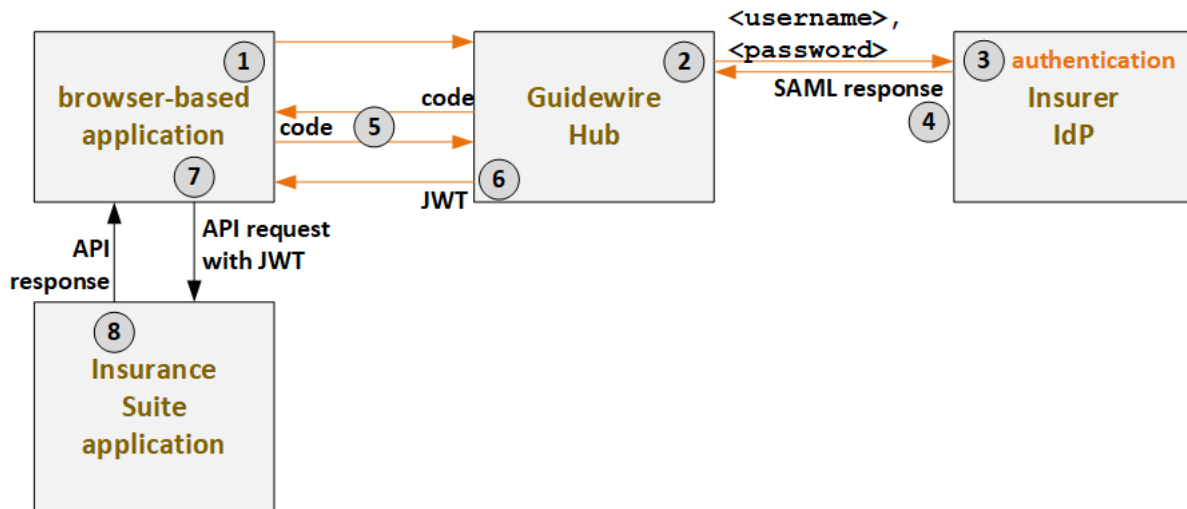 1
browser-based
application
7
code
code
5
Guidewire
Hub
2
6
JWT
<username>,
<password>
SAML response
4
3
authentication
Insurer
IdP
API
response
API request
with JWT
8
Insurance
Suite
application